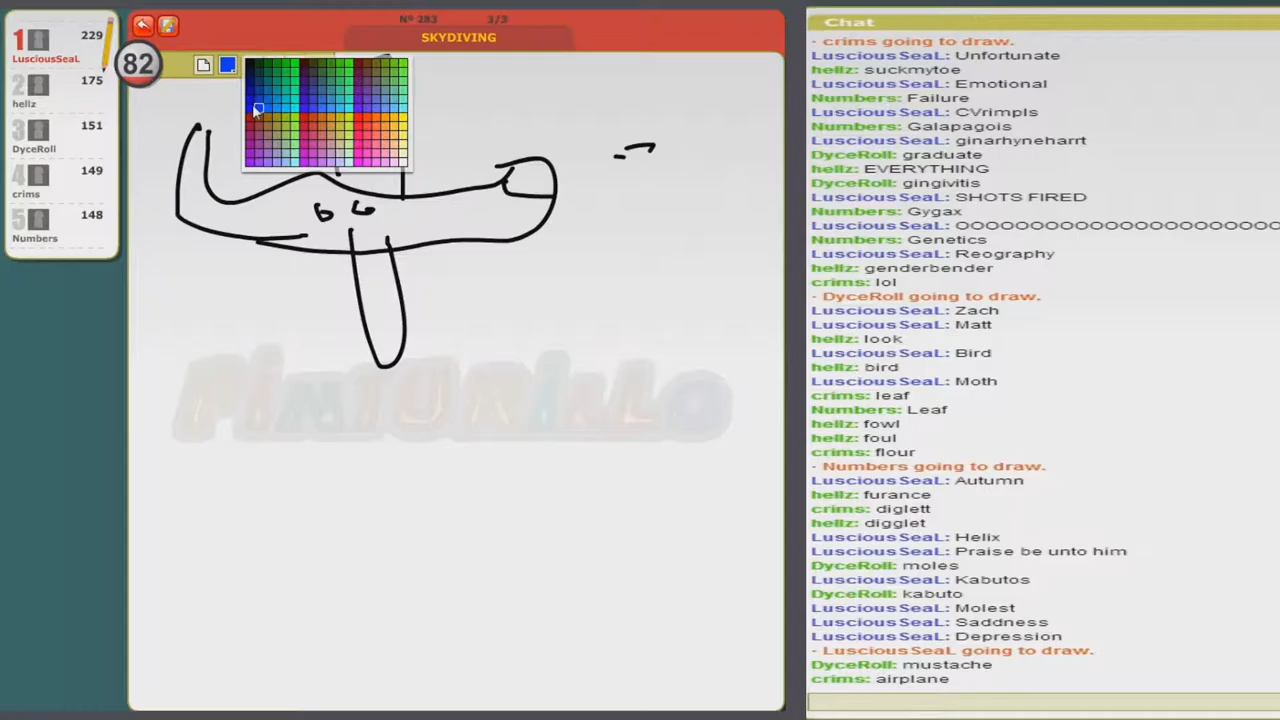 Nº 283 3/3
SKYDIVING
82
1 229
LusciousSeaL
2 175
hellz
3 151
DyceRoll
4 149
crims
5 148
Numbers
Chat
- crims going to draw.
LusciousSeaL: Unfortunate
hellz: suckmytoe
LusciousSeaL: Emotional
Numbers: Failure
LusciousSeaL: CVrimpls
Numbers: Galapagois
LusciousSeaL: ginarhyneharrt
DyceRoll: graduate
hellz: EVERYTHING
DyceRoll: gingivitis
LusciousSeaL: SHOTS FIRED
Numbers: Gygax
LusciousSeaL: OOOOOOOOOOOOOOOOOOOOOOOOO
Numbers: Genetics
LusciousSeaL: Reography
hellz: genderbender
crims: lol
- DyceRoll going to draw.
LusciousSeaL: Zach
LusciousSeaL: Matt
hellz: look
LusciousSeaL: Bird
hellz: bird
LusciousSeaL: Moth
crims: leaf
Numbers: Leaf
hellz: fowl
hellz: foul
crims: flour
- Numbers going to draw.
LusciousSeaL: Autumn
hellz: furance
crims: diglett
hellz: digglet
LusciousSeaL: Helix
LusciousSeaL: Praise be unto him
DyceRoll: moles
LusciousSeaL: Kabutos
DyceRoll: kabuto
LusciousSeaL: Molest
LusciousSeaL: Saddness
LusciousSeaL: Depression
- LusciousSeaL going to draw.
DyceRoll: mustache
crims: airplane